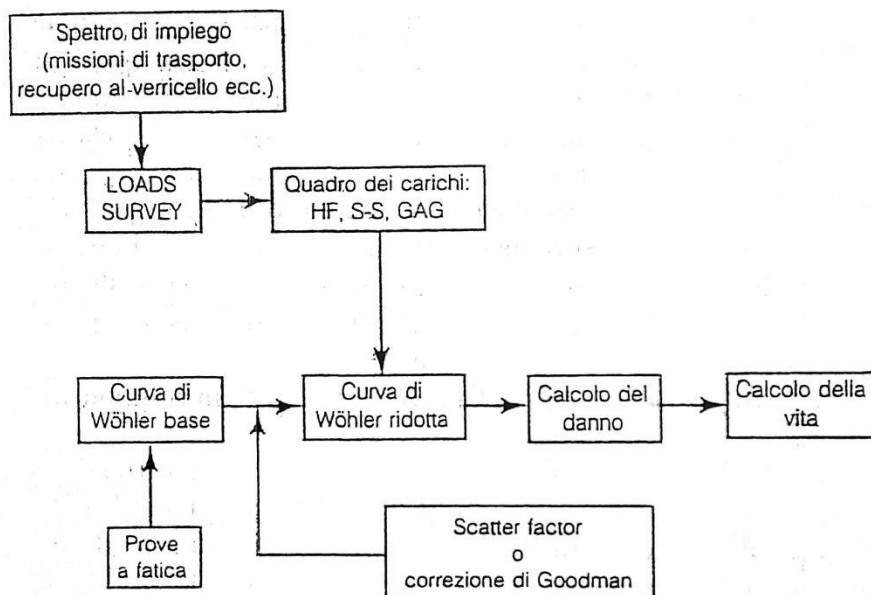 Spettro di impiego
(missioni di trasporto,
recupero al verricello ecc.)
LOADS
SURVEY
Quadro dei carichi:
HF, S-S, GAG
Curva di
Wöhler base
Curva di
Wöhler ridotta
Calcolo del
danno
Calcolo della
vita
Prove
a fatica
Scatter factor
o
correzione di Goodman